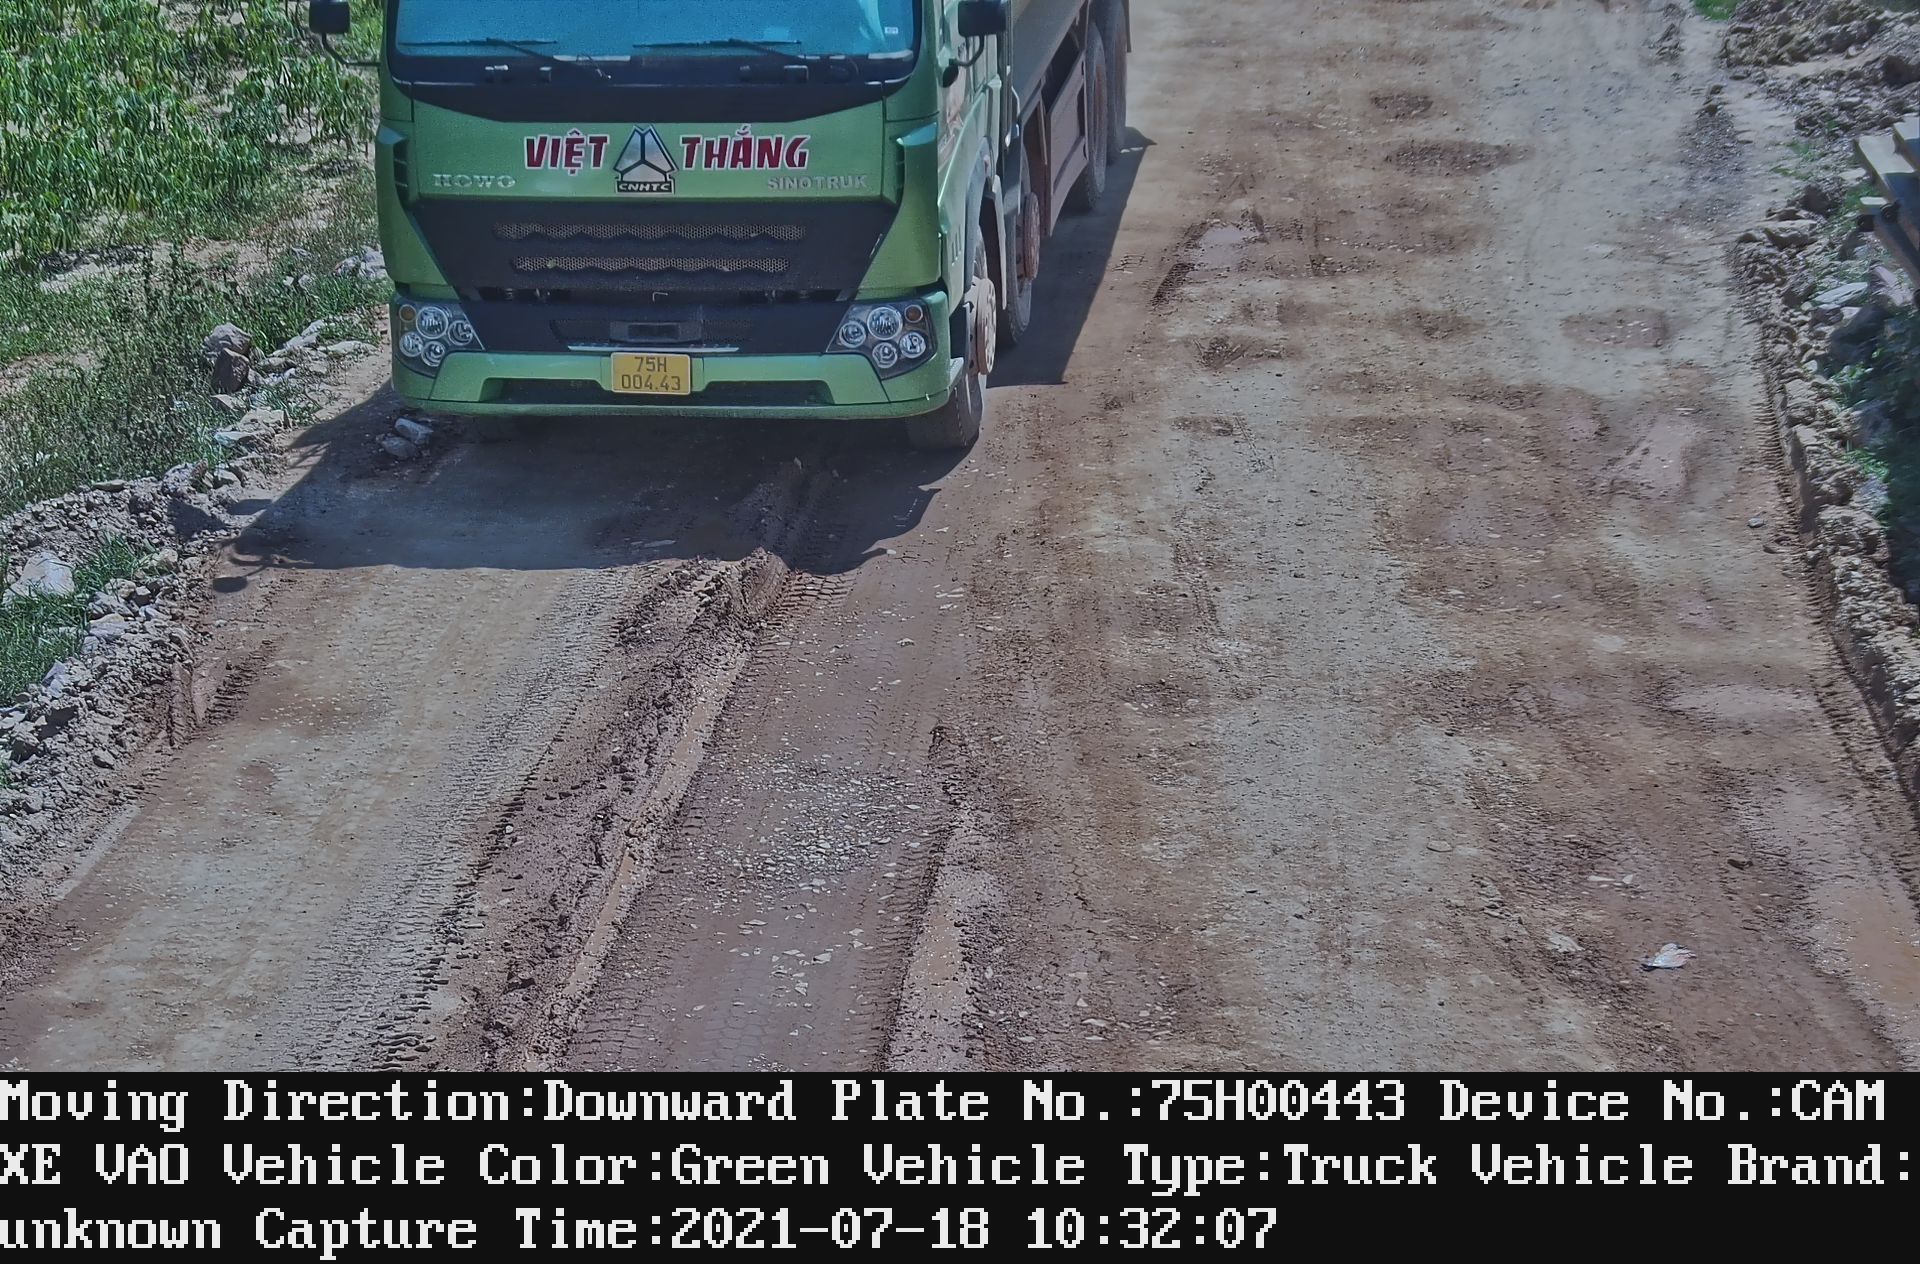 VIỆT THẮNG
CNHTC
HOWO SINOTRUK
75H
004.43
Moving Direction:Downward Plate No.:75H00443 Device No.:CAM
XE VAO Vehicle Color:Green Vehicle Type:Truck Vehicle Brand:
unknown Capture Time:2021-07-18 10:32:07